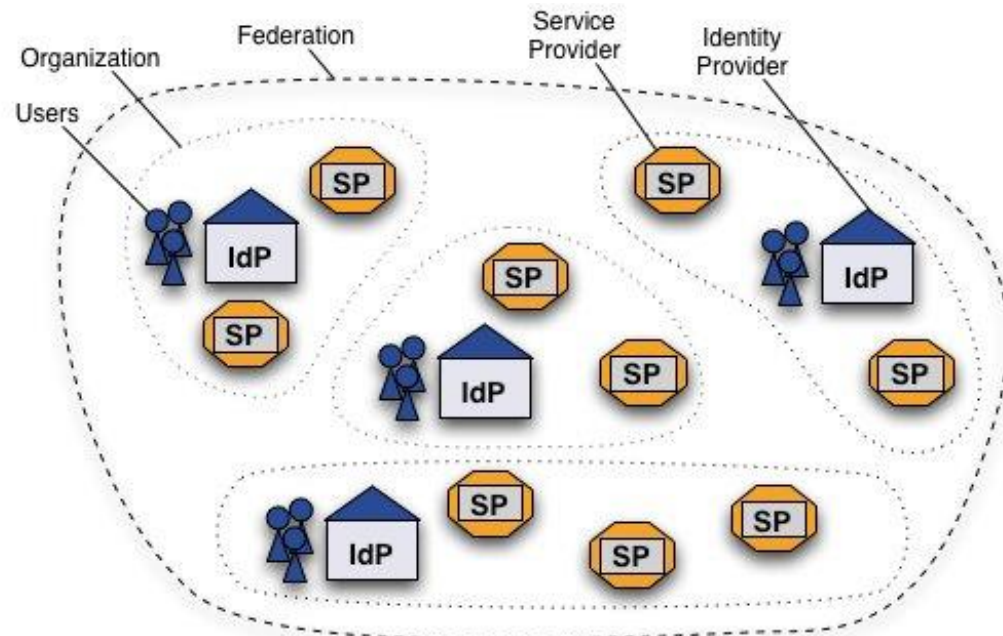 Service
Provider
Identity
Provider
Federation
Organization
Users
SP
SP
IdP
IdP
SP
SP
SP
IdP
SP
SP
IdP
SP
SP
SP